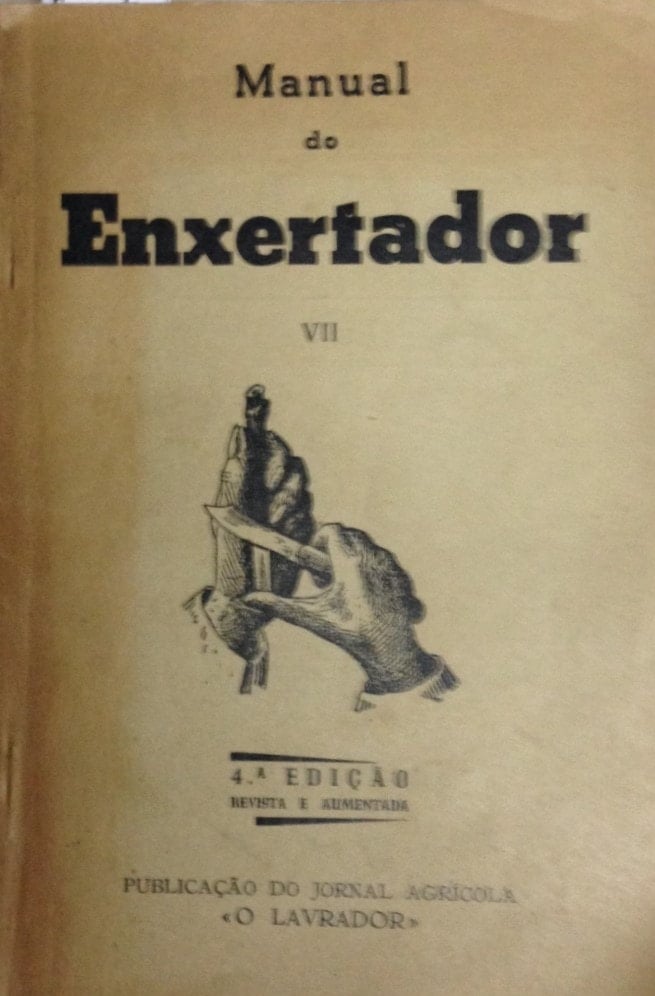 Manual
do
Enxertador
VII
4.ª EDIÇÃO
REVISTA E AUMENTADA
PUBLICAÇÃO DO JORNAL AGRÍCOLA
«O LAVRADOR»